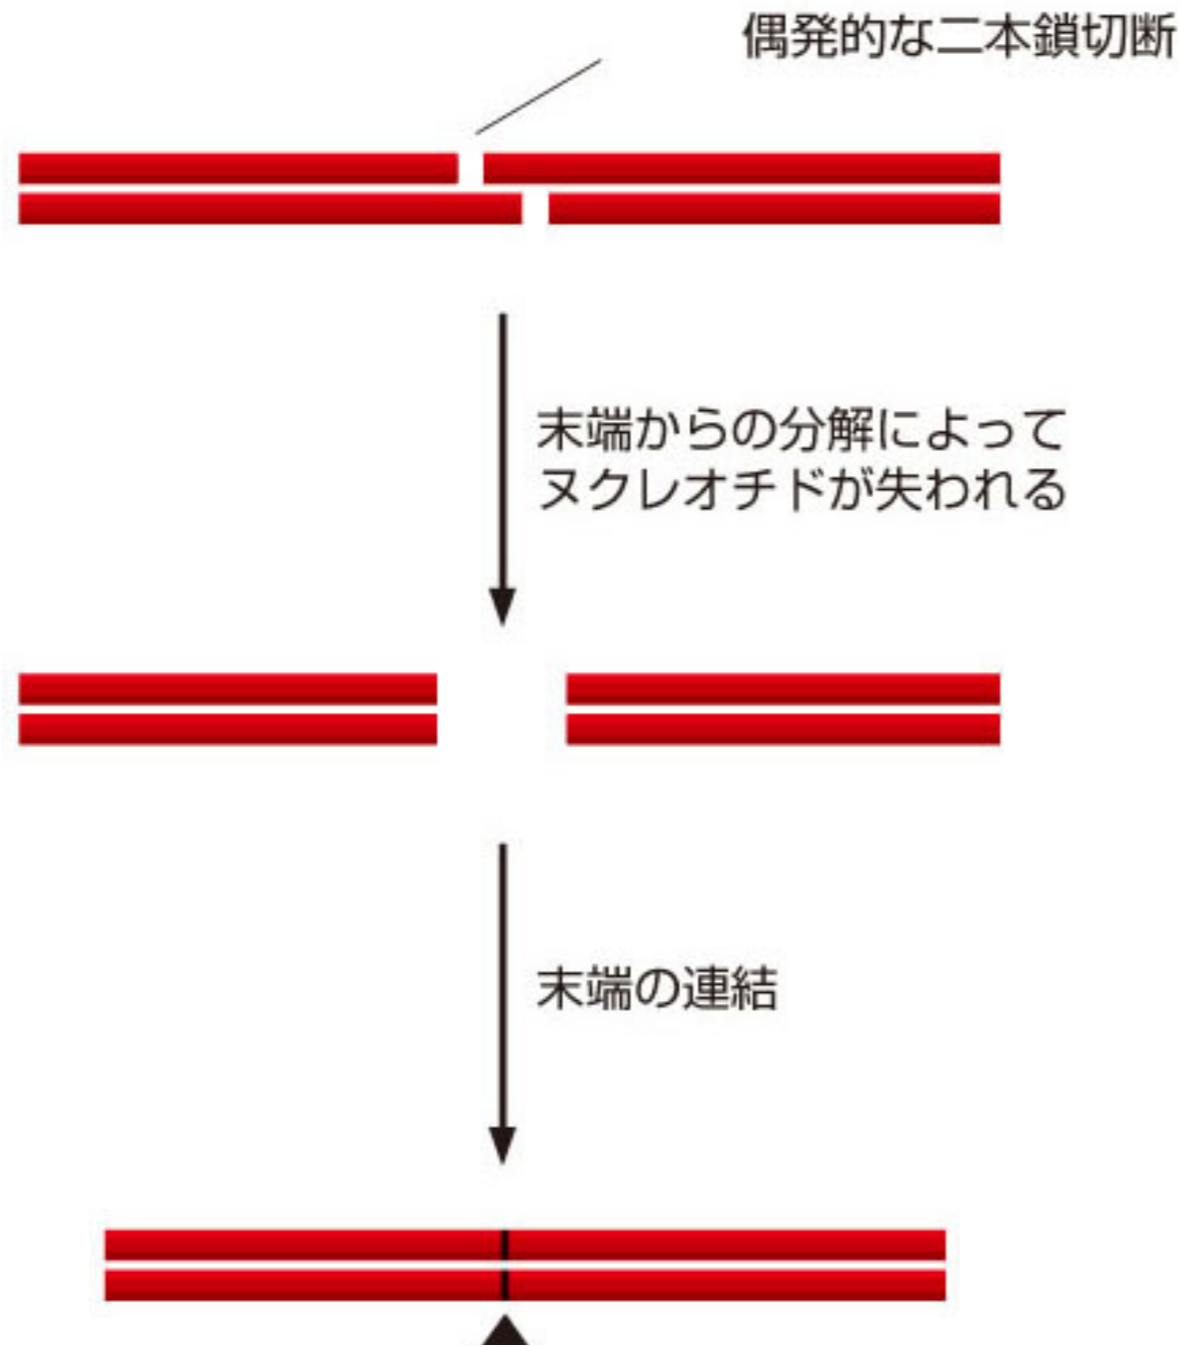 偶発的な二本鎖切断
末端からの分解によって
ヌクレオチドが失われる
末端の連結